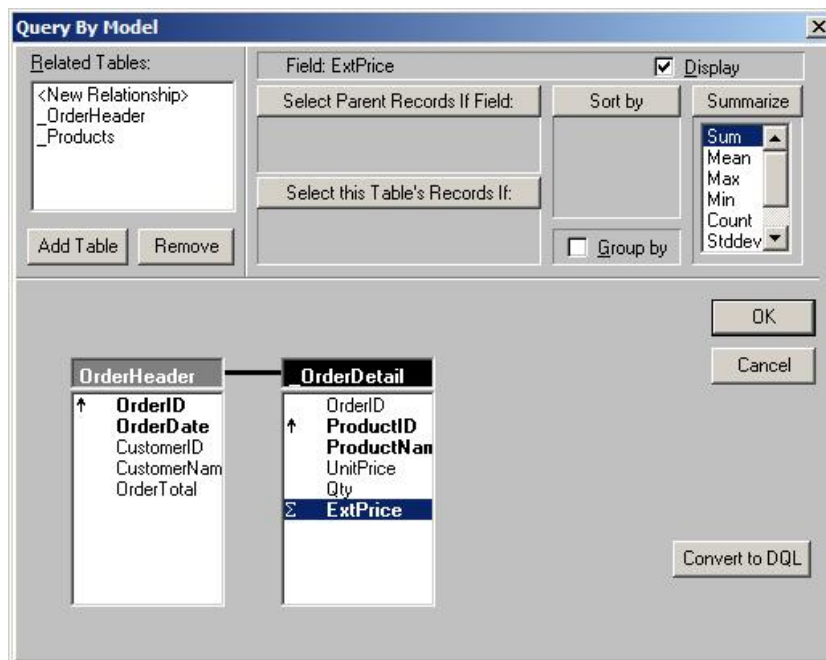 Query By Model
Related Tables:
<New Relationship>
_OrderHeader
_Products
Add Table
Remove
Field: ExtPrice
Display
Select Parent Records If Field:
Select this Table's Records If:
Sort by
Group by
Summarize
Sum
Mean
Max
Min
Count
Stddev
OK
Cancel
OrderHeader
OrderID
OrderDate
CustomerID
CustomerNam
OrderTotal
_OrderDetail
OrderID
ProductID
ProductNam
UnitPrice
Qty
Σ ExtPrice
Convert to DQL